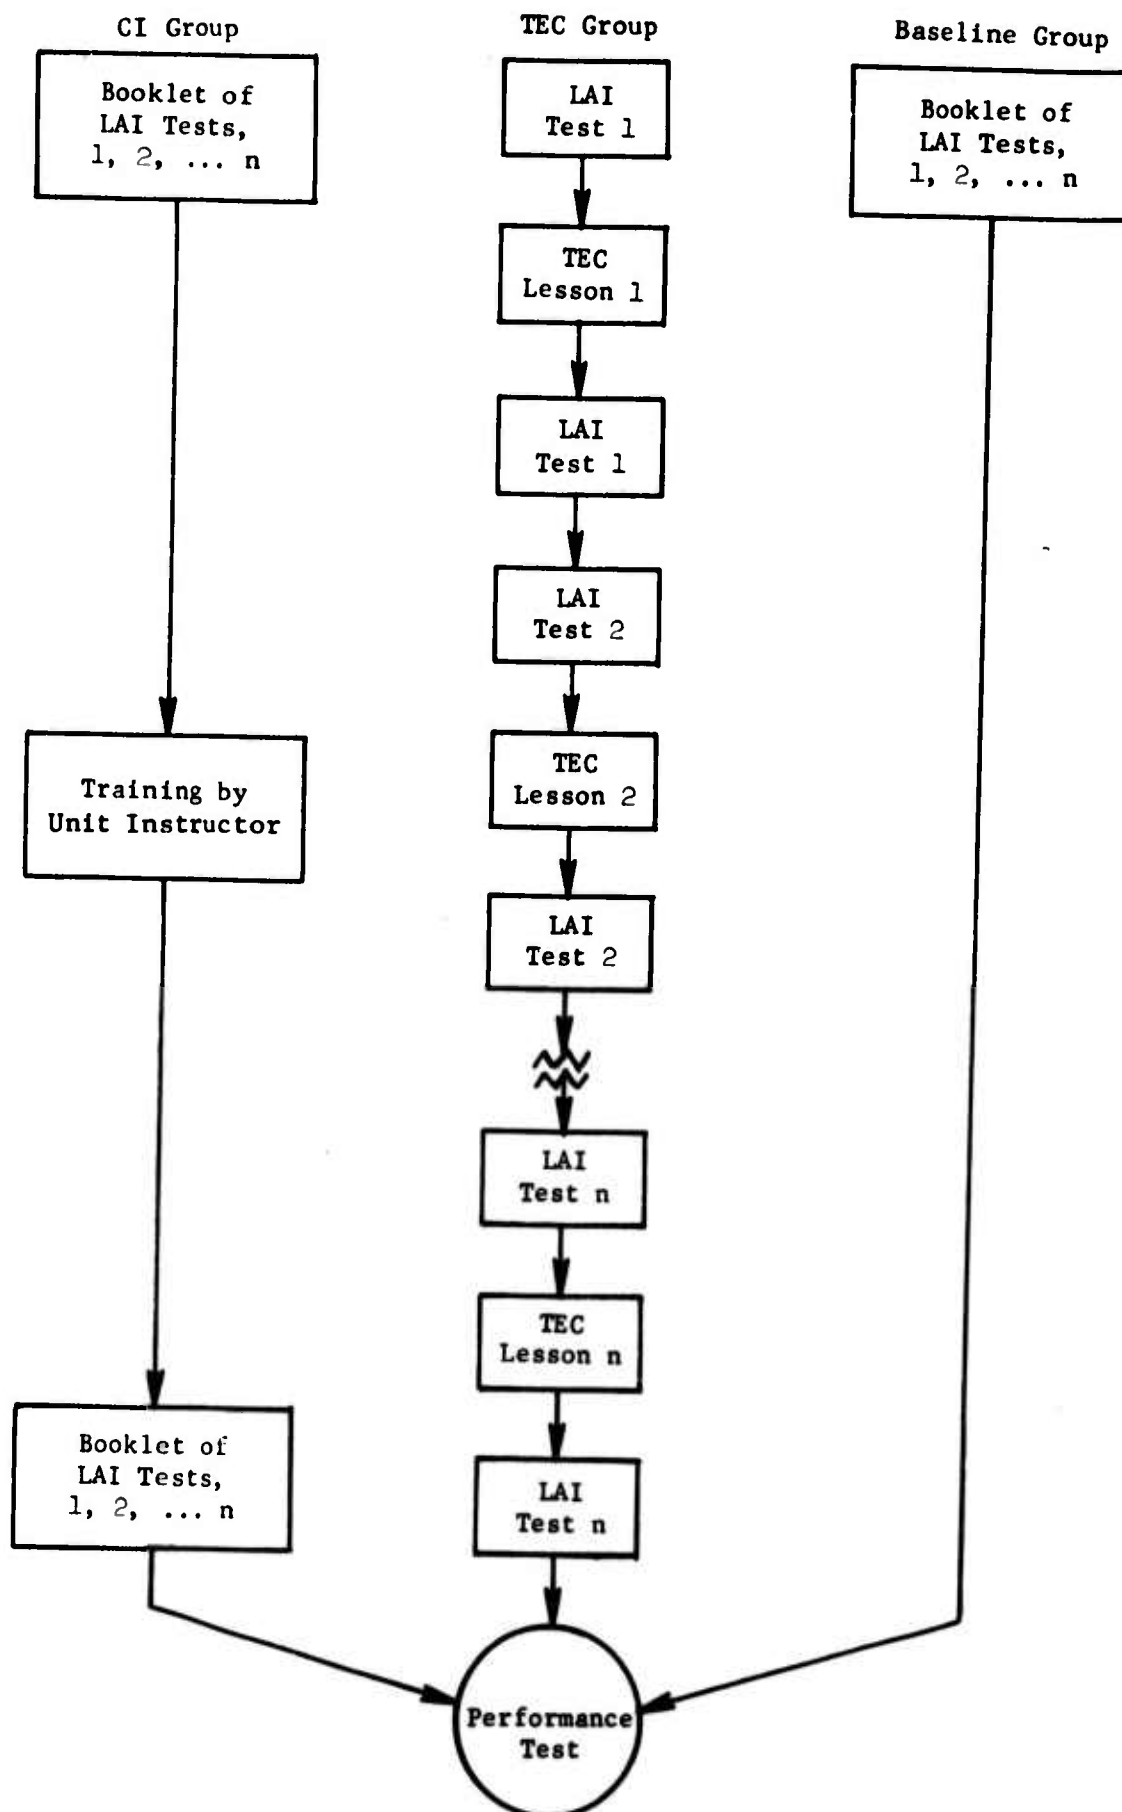 CI Group
Booklet of
LAI Tests,
1, 2, ... n
Training by
Unit Instructor
Booklet of
LAI Tests,
1, 2, ... n
TEC Group
LAI
Test 1
TEC
Lesson 1
LAI
Test 1
LAI
Test 2
TEC
Lesson 2
LAI
Test 2
LAI
Test n
TEC
Lesson n
LAI
Test n
Baseline Group
Booklet of
LAI Tests,
1, 2, ... n
Performance
Test